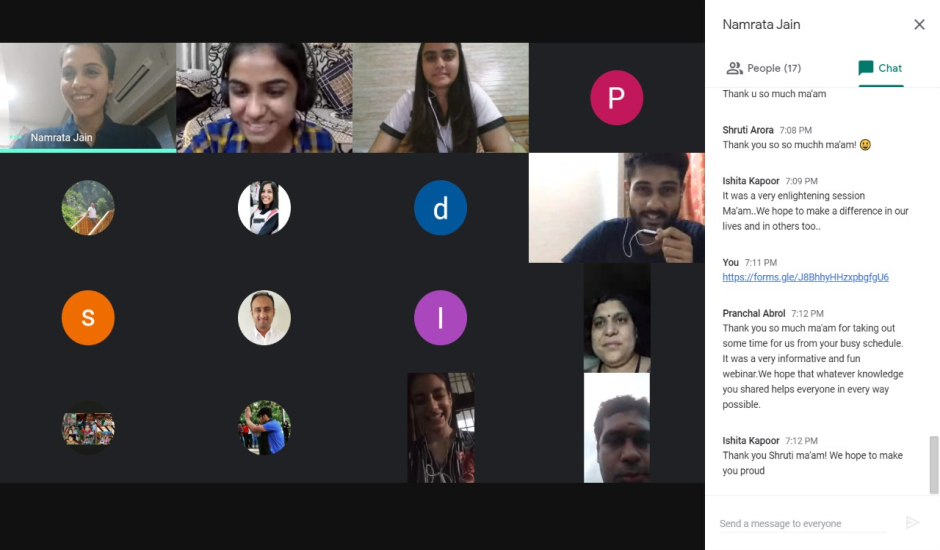 Namrata Jain
P
d
s
l
Namrata Jain
People (17)
Chat
Thank u so much ma'am
Shruti Arora 7:08 PM
Thank you so so muchh ma'am! 😃
Ishita Kapoor 7:09 PM
It was a very enlightening session
Ma'am..We hope to make a difference in our
lives and in others too..
You 7:11 PM
https://forms.gle/J8BhhyHHzxpbgfgU6
Pranchal Abrol 7:12 PM
Thank you so much ma'am for taking out
some time for us from your busy schedule.
It was a very informative and fun
webinar.We hope that whatever knowledge
you shared helps everyone in every way
possible.
Ishita Kapoor 7:12 PM
Thank you Shruti ma'am! We hope to make
you proud
Send a message to everyone